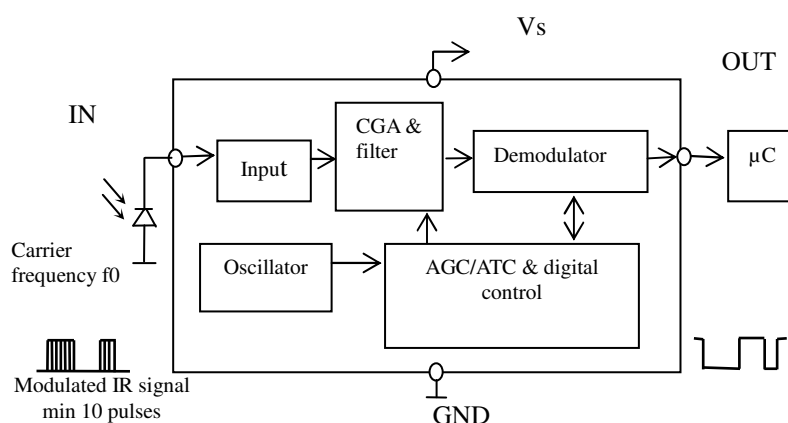 Vs
OUT
IN
CGA &
filter
Input
Demodulator
µC
Carrier
frequency f0
Oscillator
AGC/ATC & digital
control
Modulated IR signal
min 10 pulses
GND